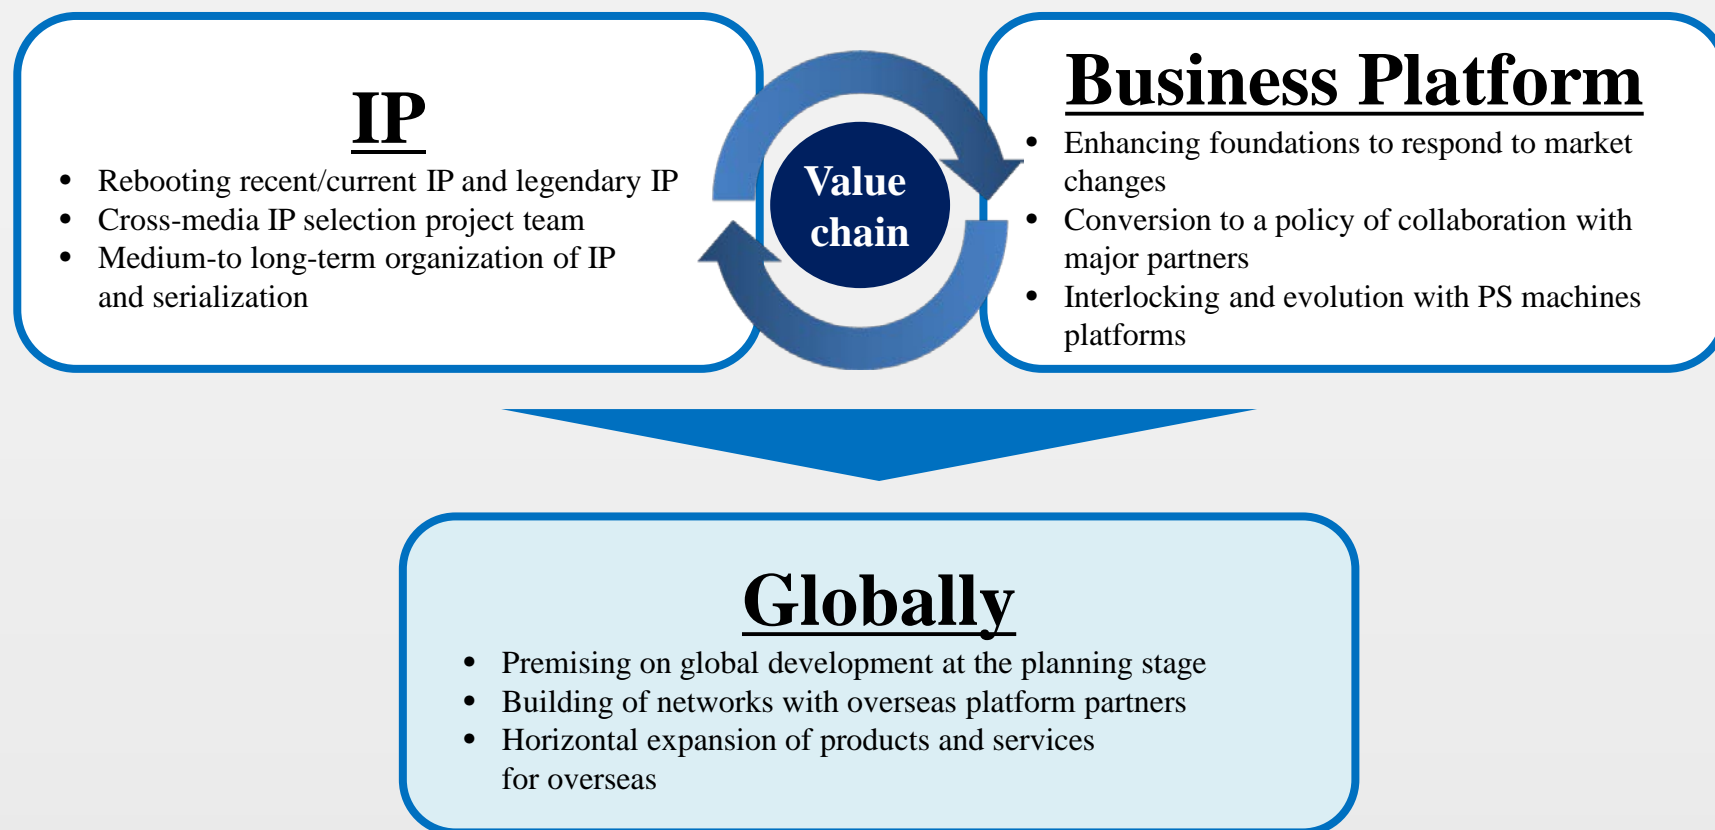 IP
• Rebooting recent/current IP and legendary IP
• Cross-media IP selection project team
• Medium-to long-term organization of IP
and serialization
Value
chain
Business Platform
• Enhancing foundations to respond to market
changes
• Conversion to a policy of collaboration with
major partners
• Interlocking and evolution with PS machines
platforms
Globally
• Premising on global development at the planning stage
• Building of networks with overseas platform partners
• Horizontal expansion of products and services
for overseas